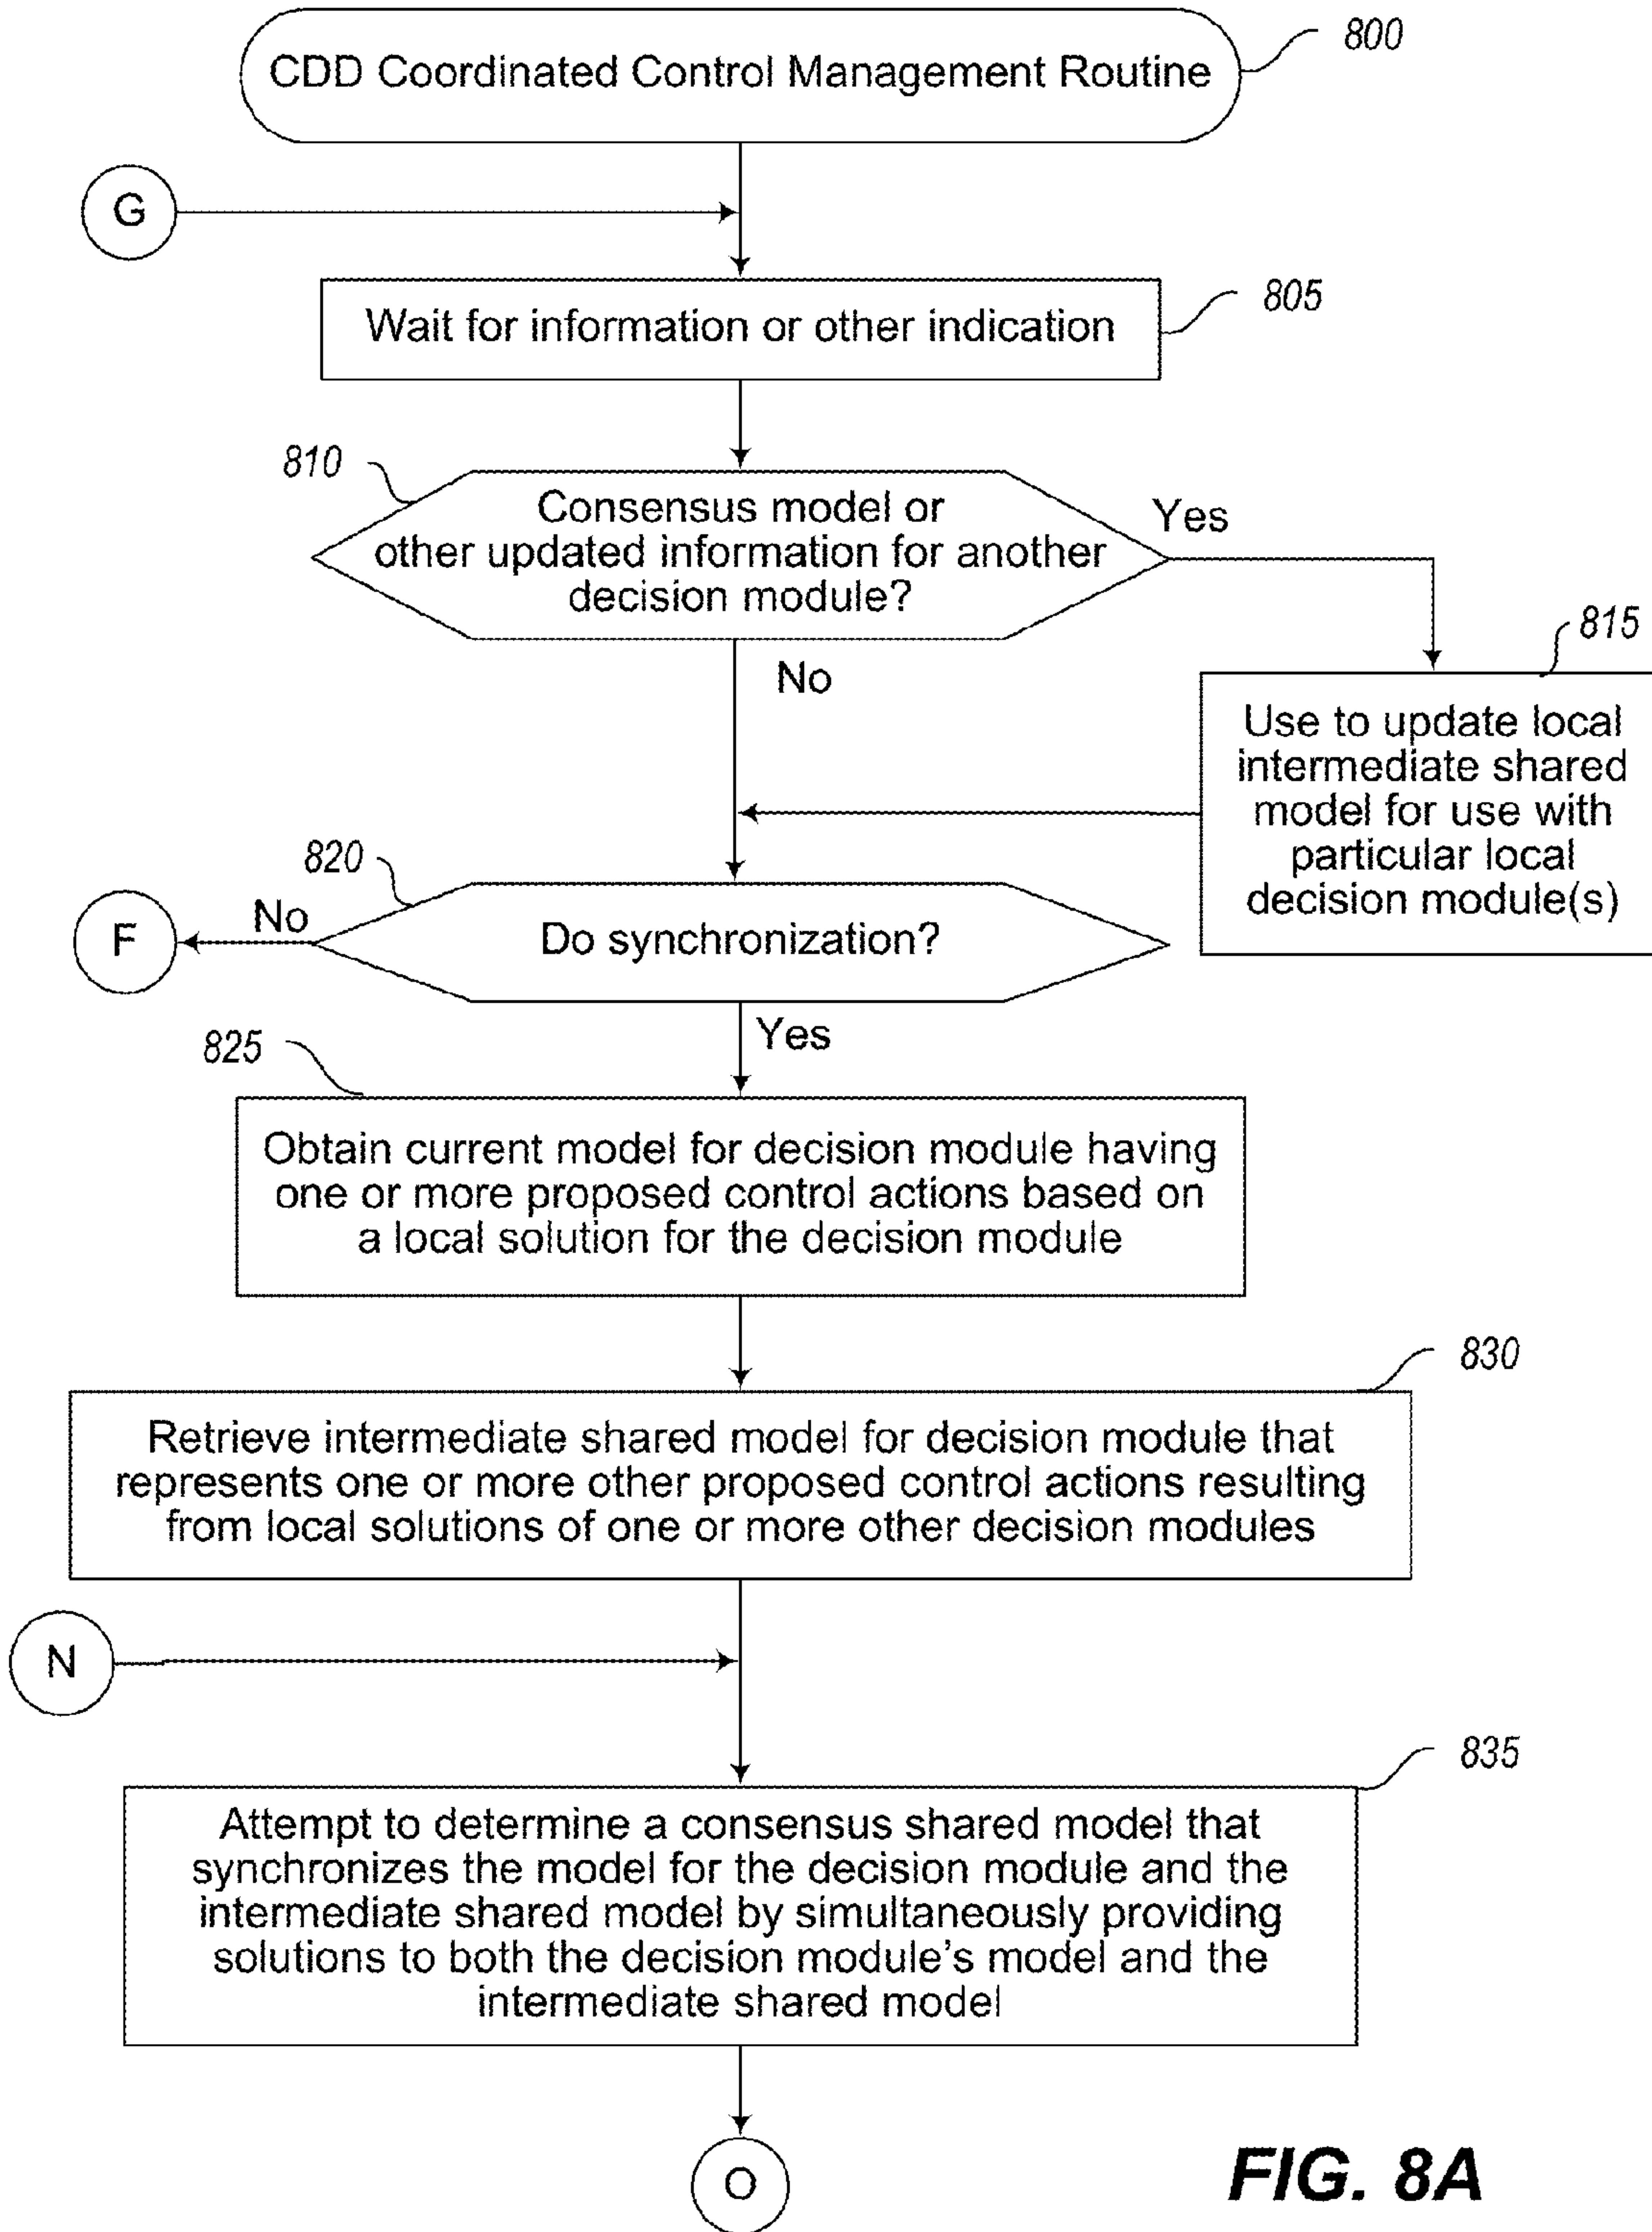 CDD Coordinated Control Management Routine
800
G
Wait for information or other indication
805
810
Consensus model or
other updated information for another
decision module?
Yes
No
815
Use to update local
intermediate shared
model for use with
particular local
decision module(s)
820
F
No
Do synchronization?
Yes
825
Obtain current model for decision module having
one or more proposed control actions based on
a local solution for the decision module
830
Retrieve intermediate shared model for decision module that
represents one or more other proposed control actions resulting
from local solutions of one or more other decision modules
N
835
Attempt to determine a consensus shared model that
synchronizes the model for the decision module and the
intermediate shared model by simultaneously providing
solutions to both the decision module's model and the
intermediate shared model
O
FIG. 8A